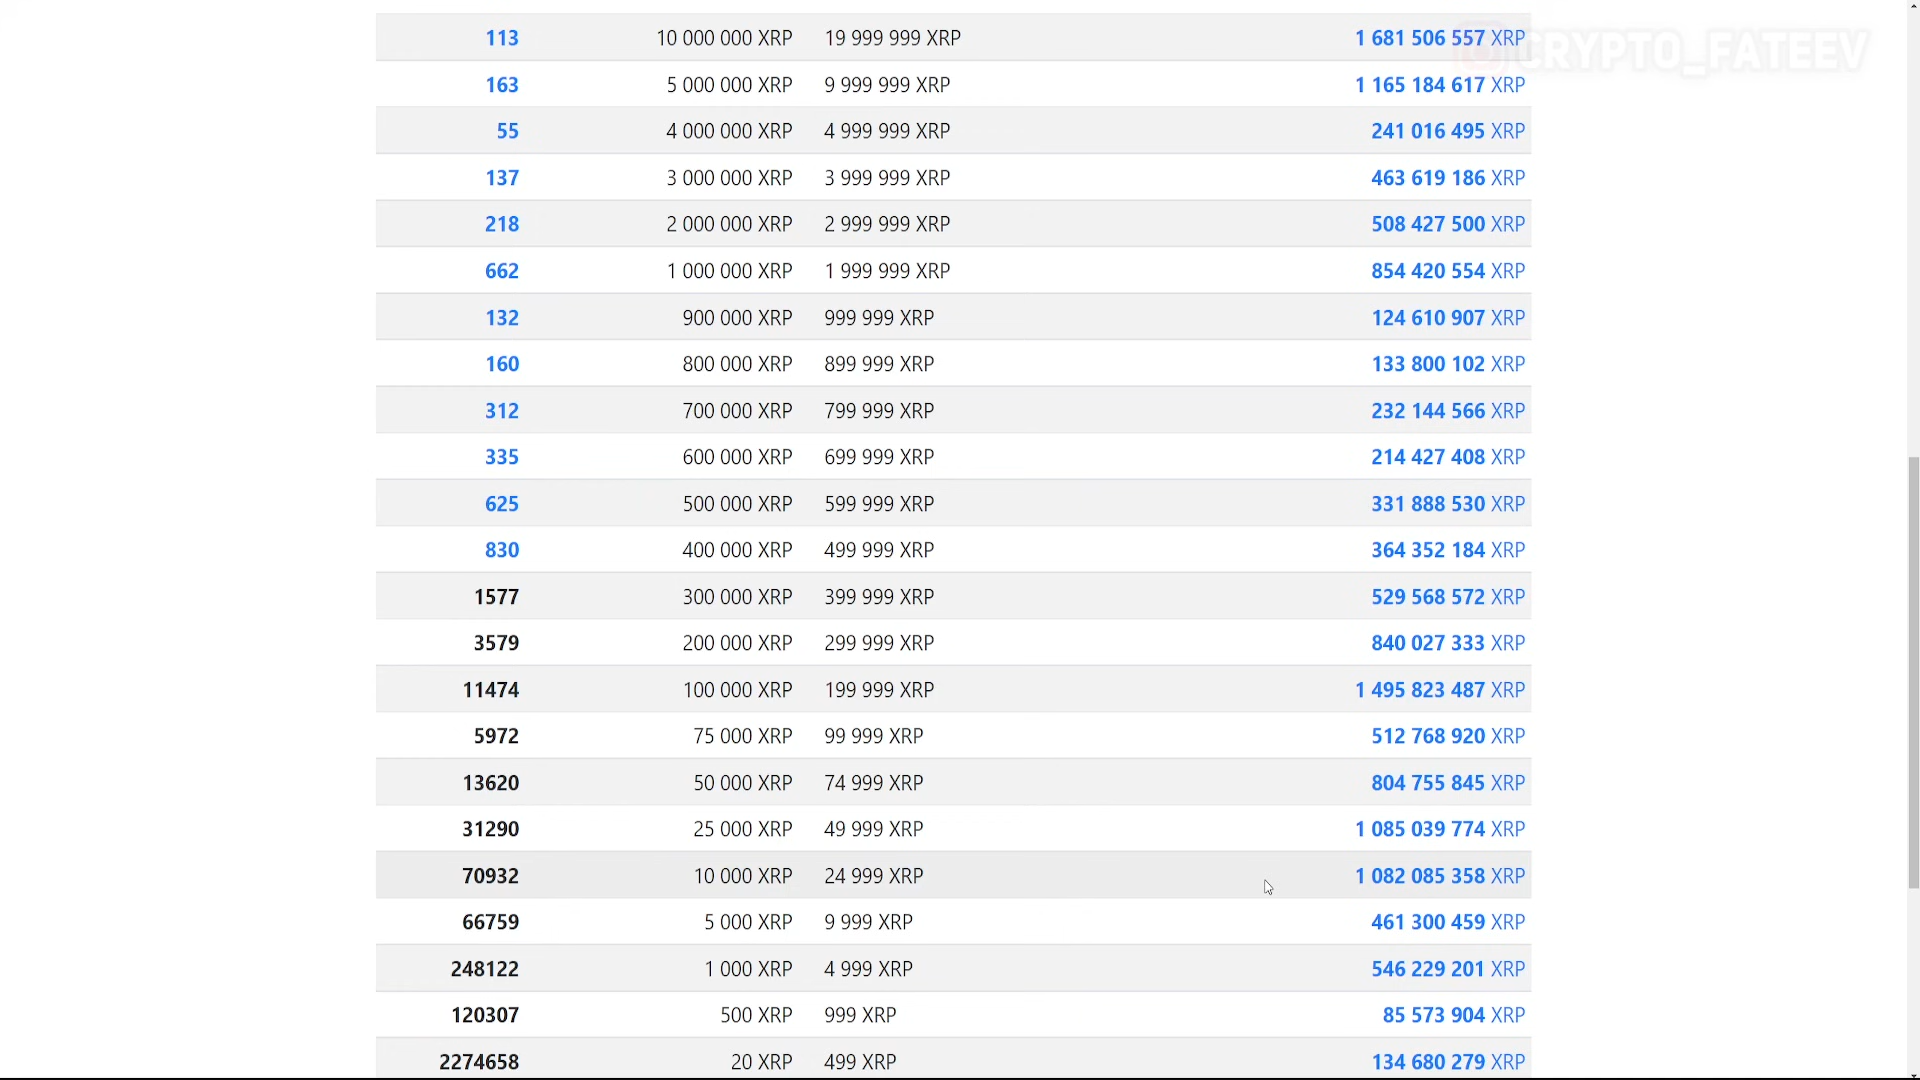 113 10 000 000 XRP 19 999 999 XRP 1 681 506 557 XRP
CRYPTO_FATEEV
163 5 000 000 XRP 9 999 999 XRP 1 165 184 617 XRP
55 4 000 000 XRP 4 999 999 XRP 241 016 495 XRP
137 3 000 000 XRP 3 999 999 XRP 463 619 186 XRP
218 2 000 000 XRP 2 999 999 XRP 508 427 500 XRP
662 1 000 000 XRP 1 999 999 XRP 854 420 554 XRP
132 900 000 XRP 999 999 XRP 124 610 907 XRP
160 800 000 XRP 899 999 XRP 133 800 102 XRP
312 700 000 XRP 799 999 XRP 232 144 566 XRP
335 600 000 XRP 699 999 XRP 214 427 408 XRP
625 500 000 XRP 599 999 XRP 331 888 530 XRP
830 400 000 XRP 499 999 XRP 364 352 184 XRP
1577 300 000 XRP 399 999 XRP 529 568 572 XRP
3579 200 000 XRP 299 999 XRP 840 027 333 XRP
11474 100 000 XRP 199 999 XRP 1 495 823 487 XRP
5972 75 000 XRP 99 999 XRP 512 768 920 XRP
13620 50 000 XRP 74 999 XRP 804 755 845 XRP
31290 25 000 XRP 49 999 XRP 1 085 039 774 XRP
70932 10 000 XRP 24 999 XRP 1 082 085 358 XRP
66759 5 000 XRP 9 999 XRP 461 300 459 XRP
248122 1 000 XRP 4 999 XRP 546 229 201 XRP
120307 500 XRP 999 XRP 85 573 904 XRP
2274658 20 XRP 499 XRP 134 680 279 XRP